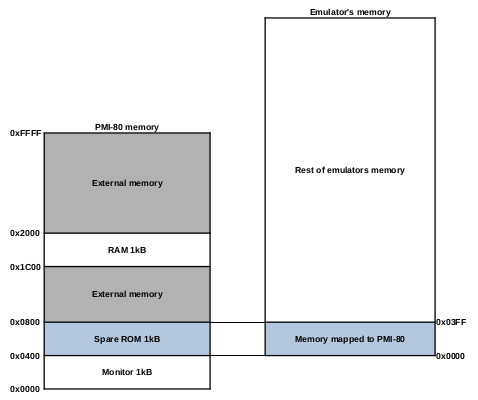 Emulator's memory
PMI-80 memory
0xFFFF
External memory
Rest of emulators memory
0x2000
RAM 1kB
0x1C00
External memory
0x0800
0x03FF
Spare ROM 1kB
Memory mapped to PMI-80
0x0400
0x0000
Monitor 1kB
0x0000